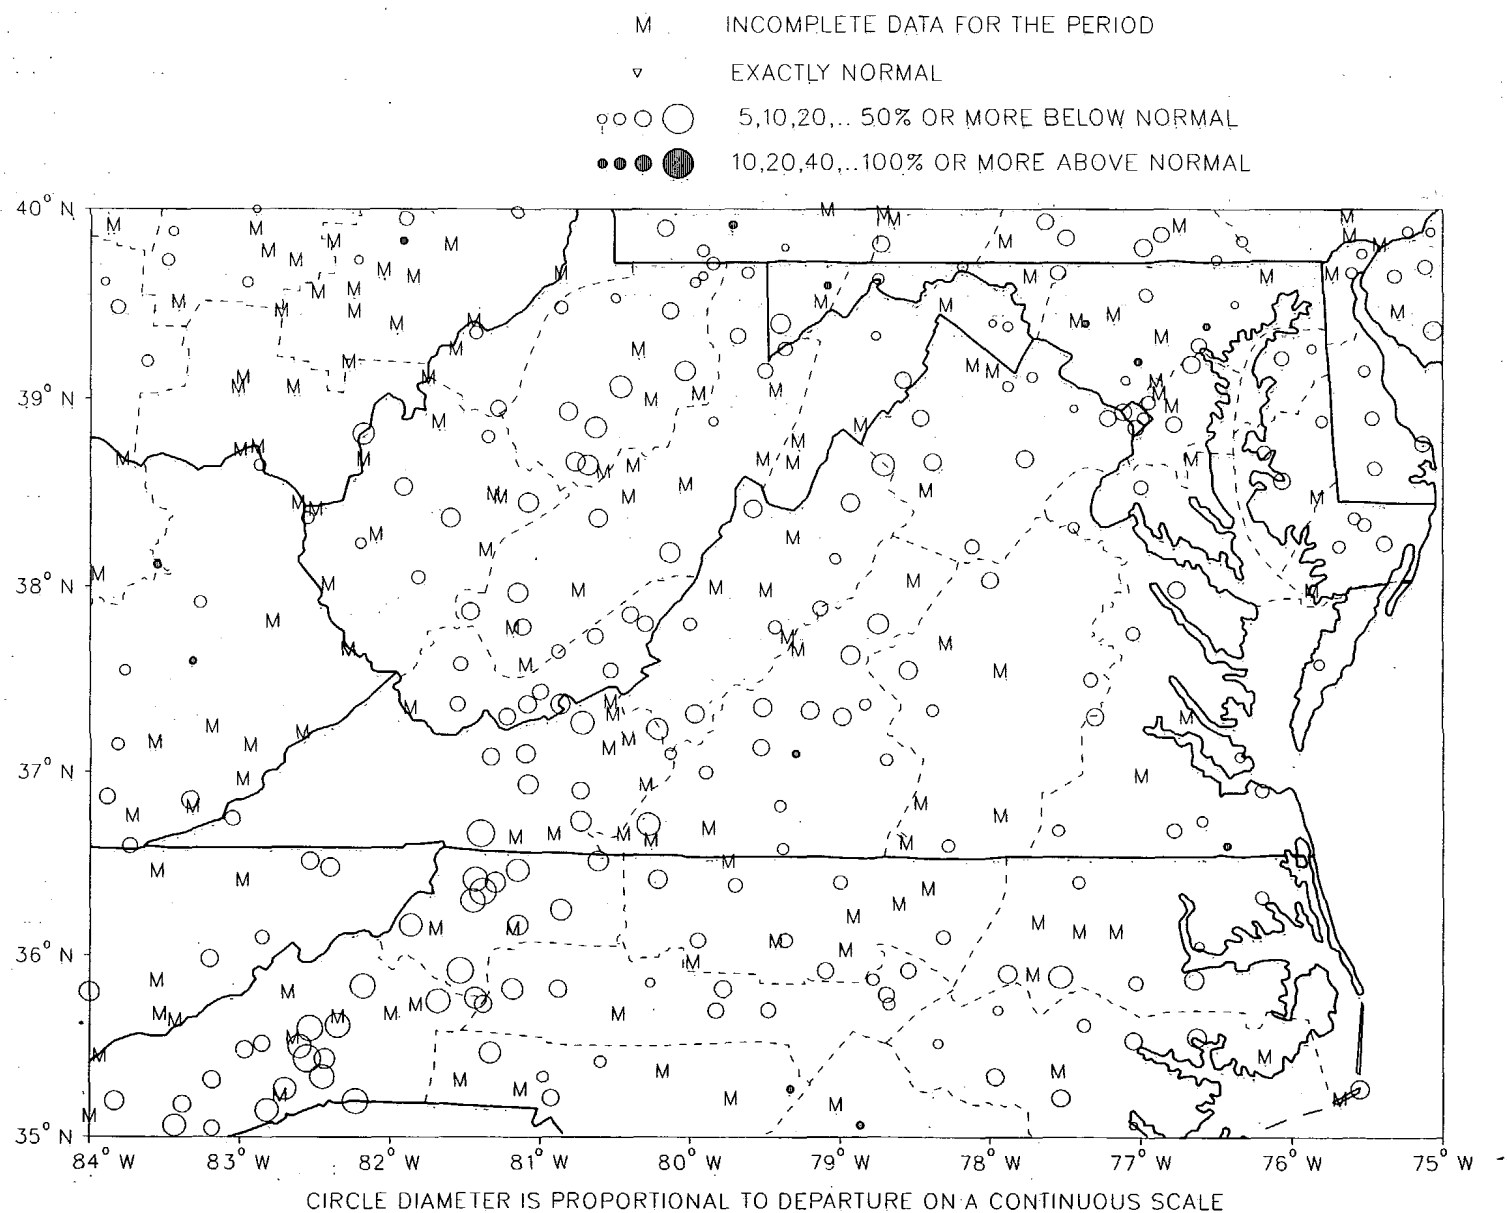 M INCOMPLETE DATA FOR THE PERIOD
▿ EXACTLY NORMAL
5,10,20,.. 50% OR MORE BELOW NORMAL
10,20,40,..100% OR MORE ABOVE NORMAL
40° N
39° N
38° N
37° N
36° N
35° N
84° W 83° W 82° W 81° W 80° W 79° W 78° W 77° W 76° W 75° W
CIRCLE DIAMETER IS PROPORTIONAL TO DEPARTURE ON A CONTINUOUS SCALE